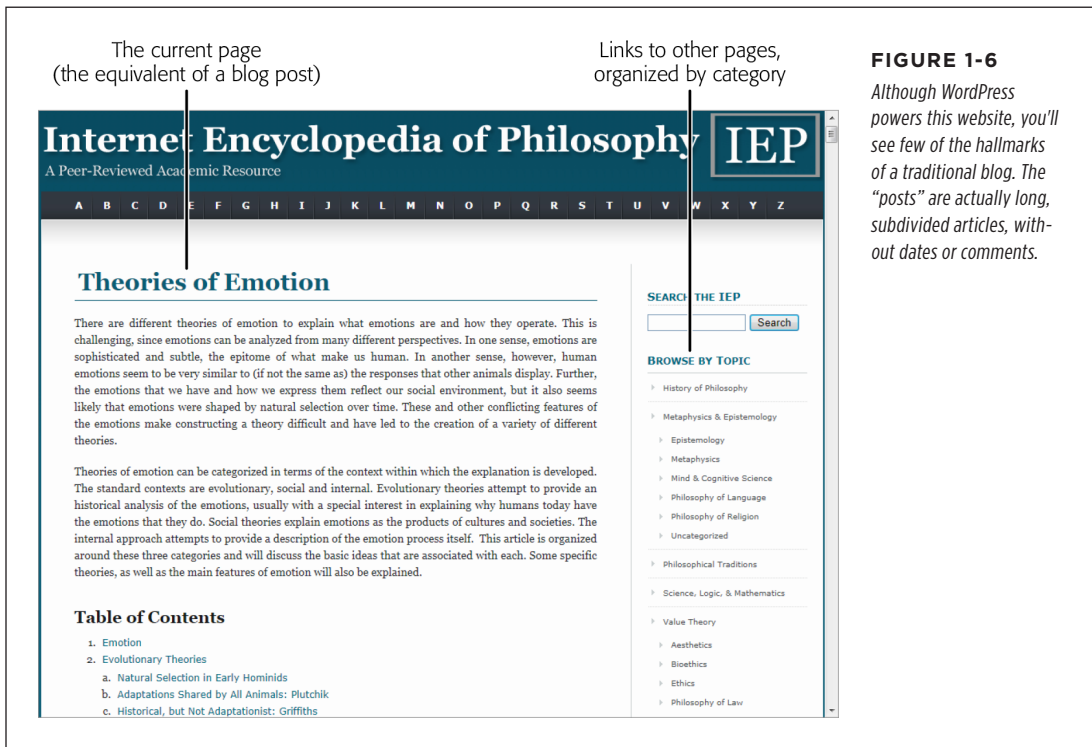 The current page
(the equivalent of a blog post)
Links to other pages,
organized by category
FIGURE 1-6
Although WordPress
powers this website, you'll
see few of the hallmarks
of a traditional blog. The
“posts” are actually long,
subdivided articles, with-
out dates or comments.
Internet Encyclopedia of Philosophy
IEP
A Peer-Reviewed Academic Resource
A B C D E F G H I J K L M N O P Q R S T U V W X Y Z
Theories of Emotion
There are different theories of emotion to explain what emotions are and how they operate. This is
challenging, since emotions can be analyzed from many different perspectives. In one sense, emotions are
sophisticated and subtle, the epitome of what make us human. In another sense, however, human
emotions seem to be very similar to (if not the same as) the responses that other animals display. Further,
the emotions that we have and how we express them reflect our social environment, but it also seems
likely that emotions were shaped by natural selection over time. These and other conflicting features of
the emotions make constructing a theory difficult and have led to the creation of a variety of different
theories.
Theories of emotion can be categorized in terms of the context within which the explanation is developed.
The standard contexts are evolutionary, social and internal. Evolutionary theories attempt to provide an
historical analysis of the emotions, usually with a special interest in explaining why humans today have
the emotions that they do. Social theories explain emotions as the products of cultures and societies. The
internal approach attempts to provide a description of the emotion process itself. This article is organized
around these three categories and will discuss the basic ideas that are associated with each. Some specific
theories, as well as the main features of emotion will also be explained.
Table of Contents
1. Emotion
2. Evolutionary Theories
a. Natural Selection in Early Hominids
b. Adaptations Shared by All Animals: Plutchik
c. Historical, but Not Adaptationist: Griffiths
SEARCH THE IEP
Search
BROWSE BY TOPIC
History of Philosophy
Metaphysics & Epistemology
Epistemology
Metaphysics
Mind & Cognitive Science
Philosophy of Language
Philosophy of Religion
Uncategorized
Philosophical Traditions
Science, Logic, & Mathematics
Value Theory
Aesthetics
Bioethics
Ethics
Philosophy of Law